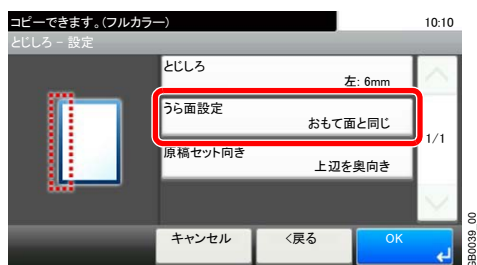 コピーできます。(フルカラー)
10:10
とじしろ - 設定
とじしろ
左: 6mm
うら面設定
おもて面と同じ
1/1
原稿セット向き
上辺を奥向き
キャンセル
<戻る
OK
GB0039_00